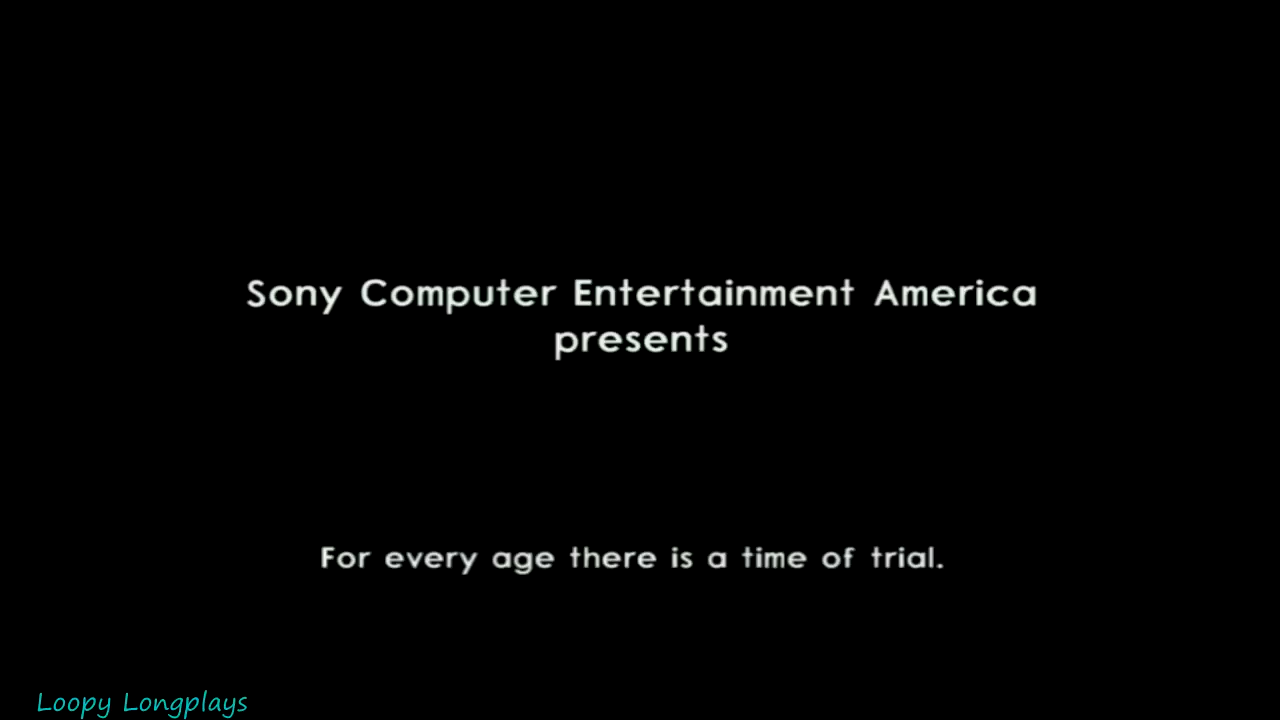 Sony Computer Entertainment America
presents
For every age there is a time of trial.
Loopy Longplays